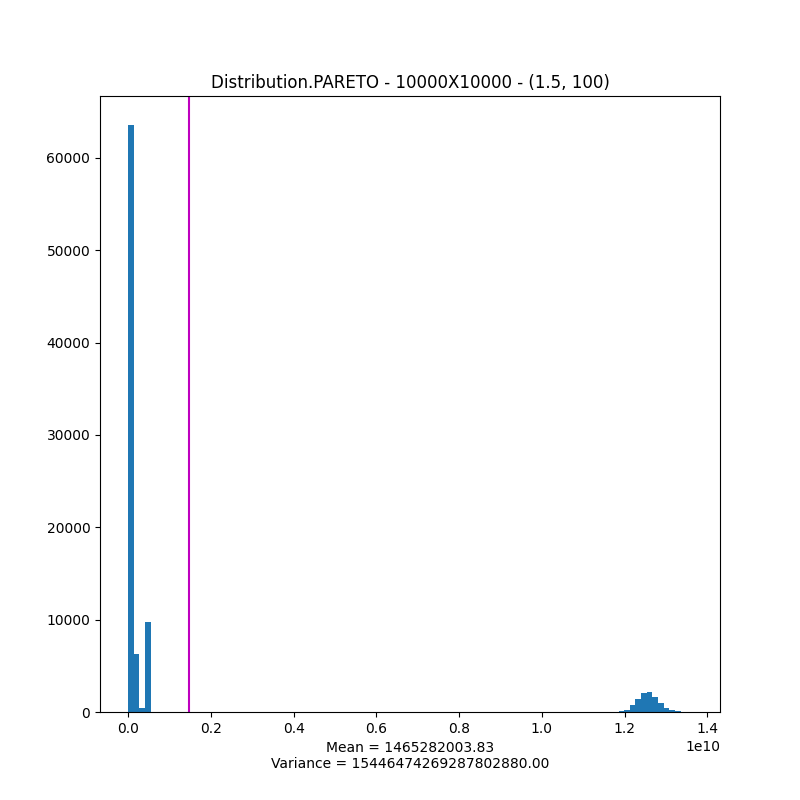 Distribution.PARETO - 10000X10000 - (1.5, 100)
60000
50000
40000
30000
20000
10000
0
0.0 0.2 0.4 0.6 0.8 1.0 1.2 1.4
1e10
Mean = 1465282003.83
Variance = 15446474269287802880.00